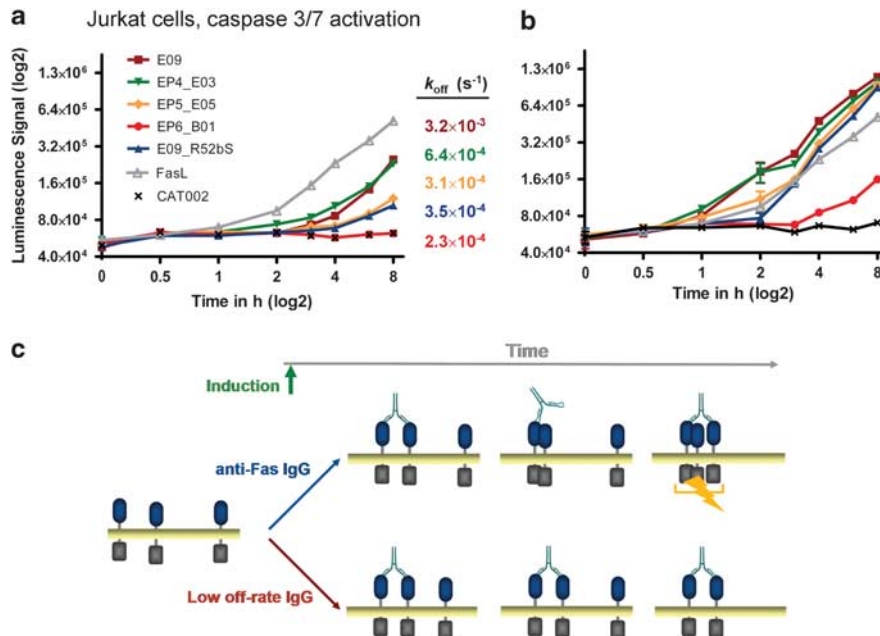 a
Jurkat cells, caspase 3/7 activation
b
Luminescence Signal (log2)
1.3×10⁶
6.4×10⁵
3.2×10⁵
1.6×10⁵
8.0×10⁴
4.0×10⁴
E09
EP4_E03
EP5_E05
EP6_B01
E09_R52bS
FasL
CAT002
0 0.5 1 2 4 8
Time in h (log2)
k_off (s⁻¹)
3.2×10⁻³
6.4×10⁻⁴
3.1×10⁻⁴
3.5×10⁻⁴
2.3×10⁻⁴
1.3×10⁶
6.4×10⁵
3.2×10⁵
1.6×10⁵
8.0×10⁴
4.0×10⁴
0 0.5 1 2 4 8
Time in h (log2)
c
Time
Induction
anti-Fas IgG
Low off-rate IgG